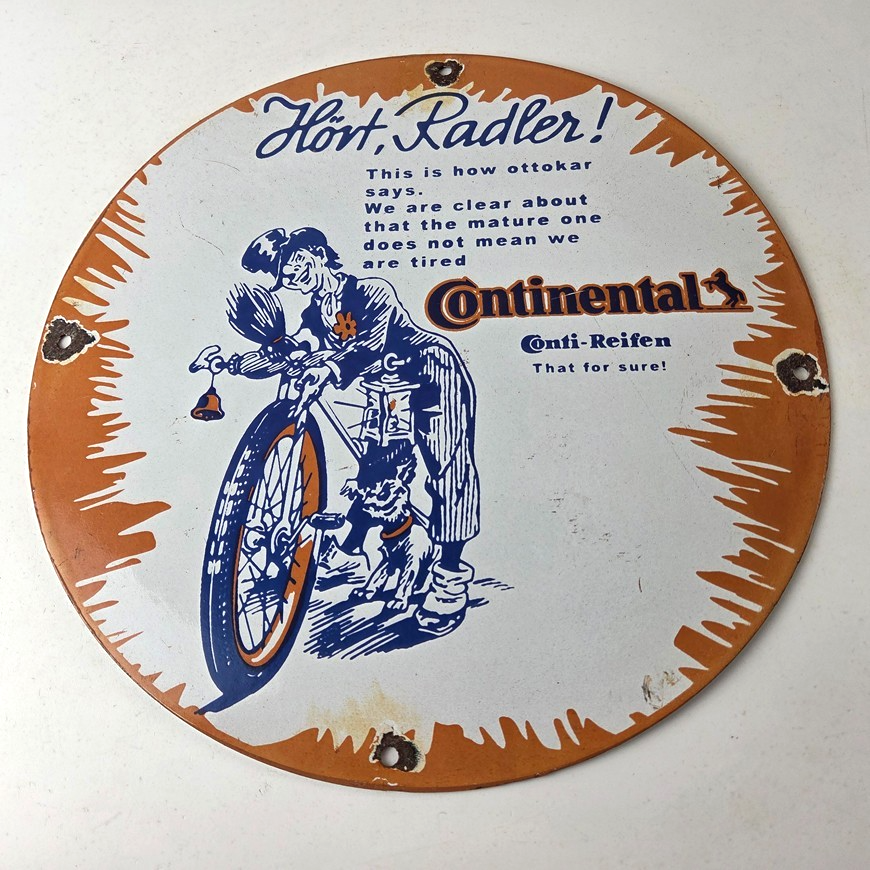 Hört, Radler!
This is how ottokar
says.
We are clear about
that the mature one
does not mean we
are tired
Continental
Conti-Reifen
That for sure!